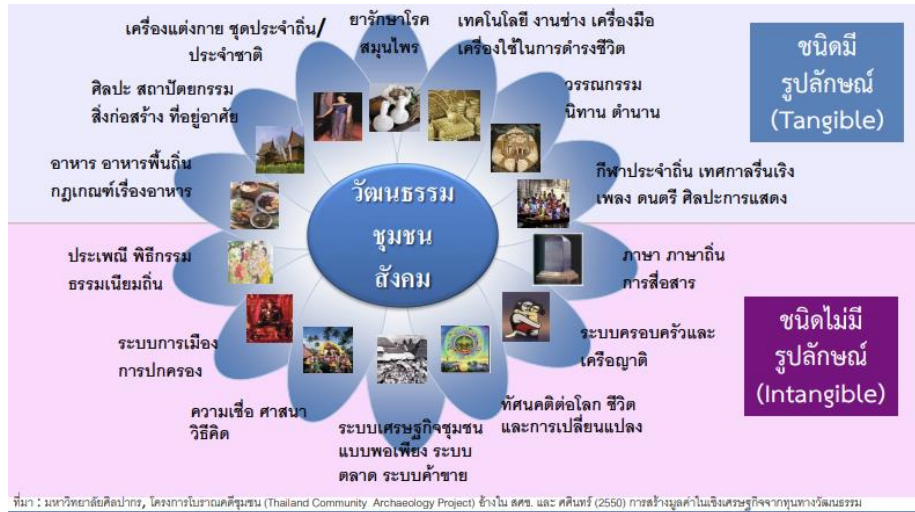 เครื่องแต่งกาย ชุดประจำถิ่น/
ประจำชาติ
ยารักษาโรค
สมุนไพร
เทคโนโลยี งานช่าง เครื่องมือ
เครื่องใช้ในการดำรงชีวิต
ชนิดมี
รูปลักษณ์
(Tangible)
ศิลปะ สถาปัตยกรรม
สิ่งก่อสร้าง ที่อยู่อาศัย
วรรณกรรม
นิทาน ตำนาน
อาหาร อาหารพื้นถิ่น
กฎเกณฑ์เรื่องอาหาร
กีฬาประจำถิ่น เทศกาลรื่นเริง
เพลง ดนตรี ศิลปะการแสดง
วัฒนธรรม
ชุมชน
สังคม
ประเพณี พิธีกรรม
ธรรมเนียมถิ่น
ภาษา ภาษาถิ่น
การสื่อสาร
ชนิดไม่มี
รูปลักษณ์
(Intangible)
ระบบการเมือง
การปกครอง
ระบบครอบครัวและ
เครือญาติ
ความเชื่อ ศาสนา
วิธีคิด
ระบบเศรษฐกิจชุมชน
แบบพอเพียง ระบบ
ตลาด ระบบค้าขาย
ทัศนคติต่อโลก ชีวิต
และการเปลี่ยนแปลง
ที่มา : มหาวิทยาลัยศิลปากร, โครงการโบราณคดีชุมชน (Thailand Community Archaeology Project) อ้างใน สศช. และ ศศินทร์ (2550) การสร้างมูลค่าในเชิงเศรษฐกิจจากทุนทางวัฒนธรรม